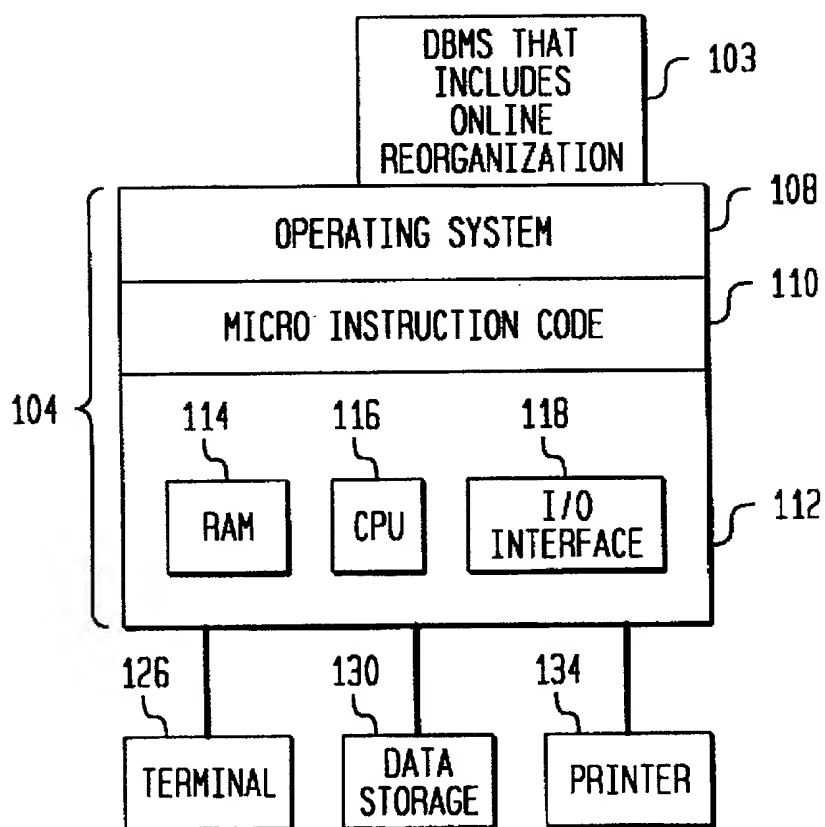 DBMS THAT
INCLUDES
ONLINE
REORGANIZATION
103
OPERATING SYSTEM
108
MICRO INSTRUCTION CODE
110
104
114
116
118
RAM
CPU
I/O
INTERFACE
112
126
130
134
TERMINAL
DATA
STORAGE
PRINTER